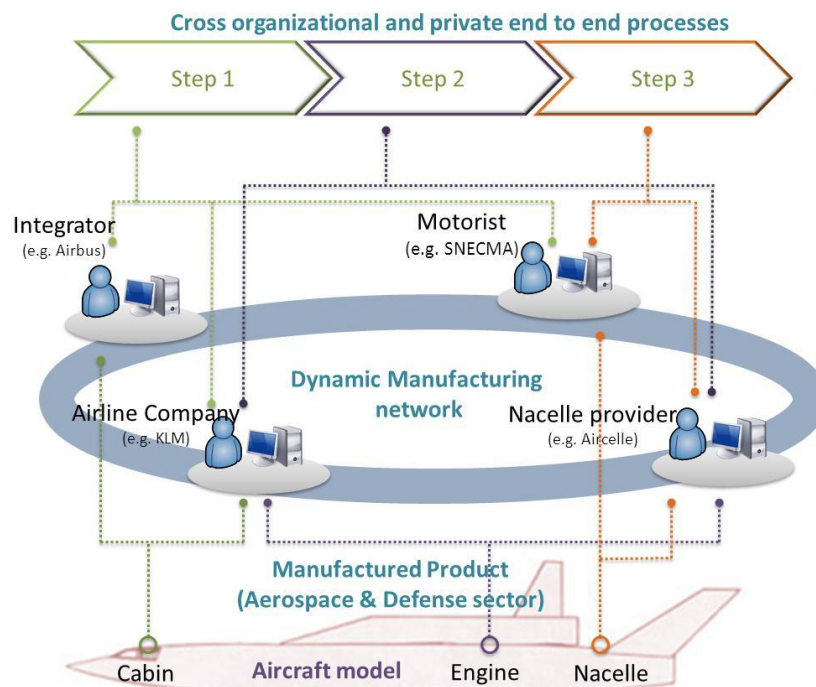 Cross organizational and private end to end processes
Step 1
Step 2
Step 3
Integrator
(e.g. Airbus)
Motorist
(e.g. SNECMA)
Dynamic Manufacturing
network
Airline Company
(e.g. KLM)
Nacelle provider
(e.g. Aircelle)
Manufactured Product
(Aerospace & Defense sector)
Cabin
Aircraft model
Engine
Nacelle